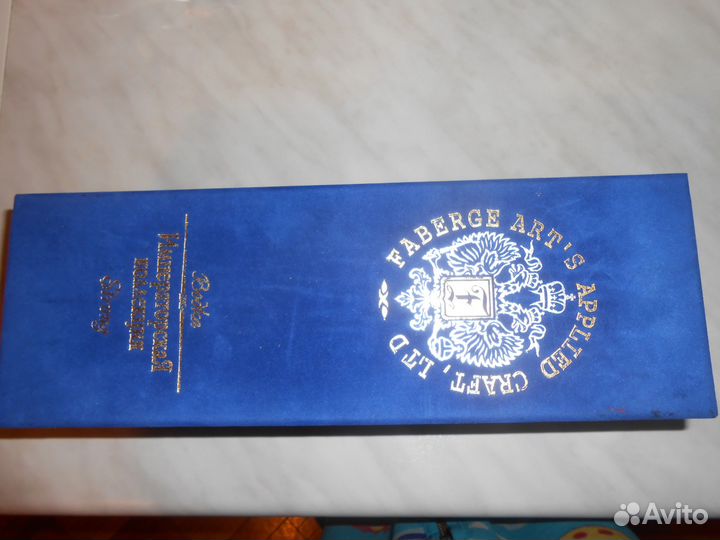 FABERGE ART'S APPLIED CRAFT, LTD
F
Водка
Императорская
коллекция
Avito